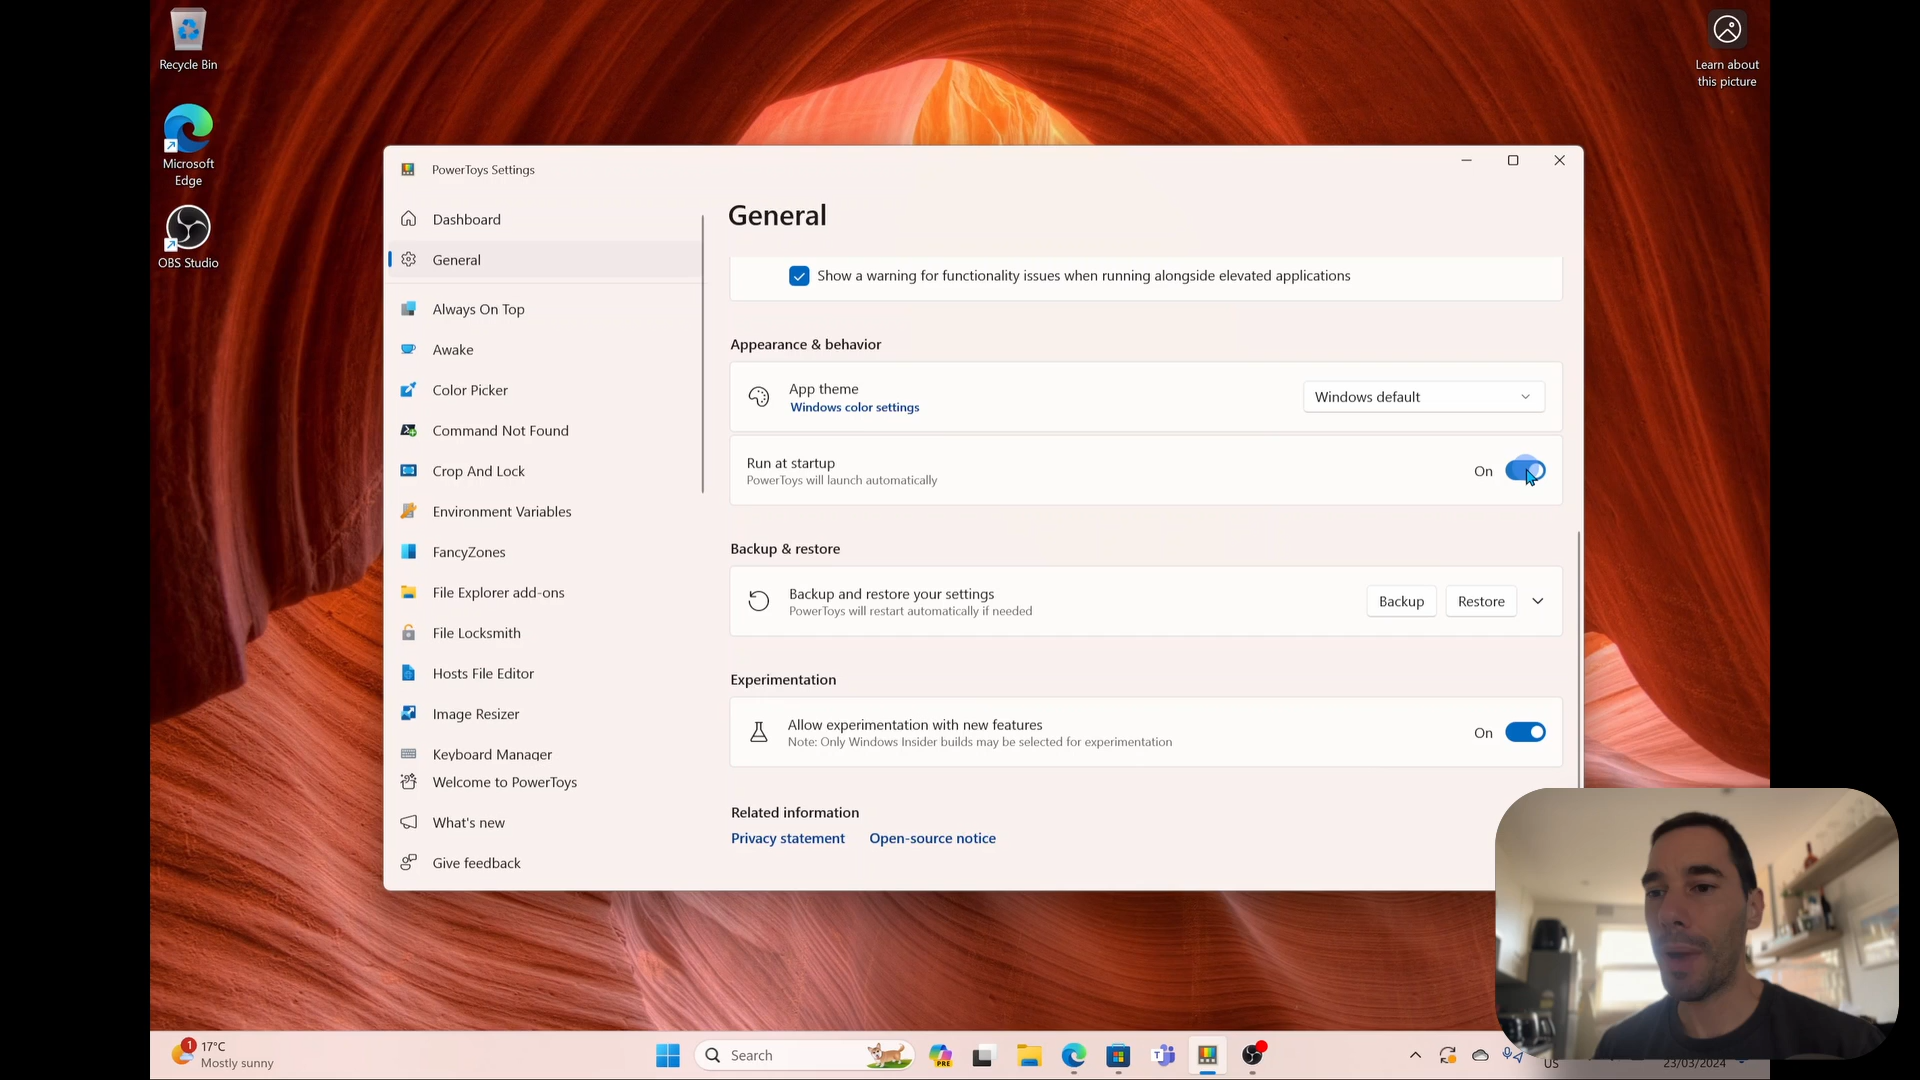 Recycle Bin
Microsoft
Edge
OBS Studio
Learn about
this picture
PowerToys Settings
Dashboard
General
Always On Top
Awake
Color Picker
Command Not Found
Crop And Lock
Environment Variables
FancyZones
File Explorer add-ons
File Locksmith
Hosts File Editor
Image Resizer
Keyboard Manager
Welcome to PowerToys
What's new
Give feedback
General
Show a warning for functionality issues when running alongside elevated applications
Appearance & behavior
App theme
Windows color settings
Windows default
Run at startup
PowerToys will launch automatically
On
Backup & restore
Backup and restore your settings
PowerToys will restart automatically if needed
Backup
Restore
Experimentation
Allow experimentation with new features
Note: Only Windows Insider builds may be selected for experimentation
On
Related information
Privacy statement
Open-source notice
1
17°C
Mostly sunny
Search
PRE
US
23/03/2024